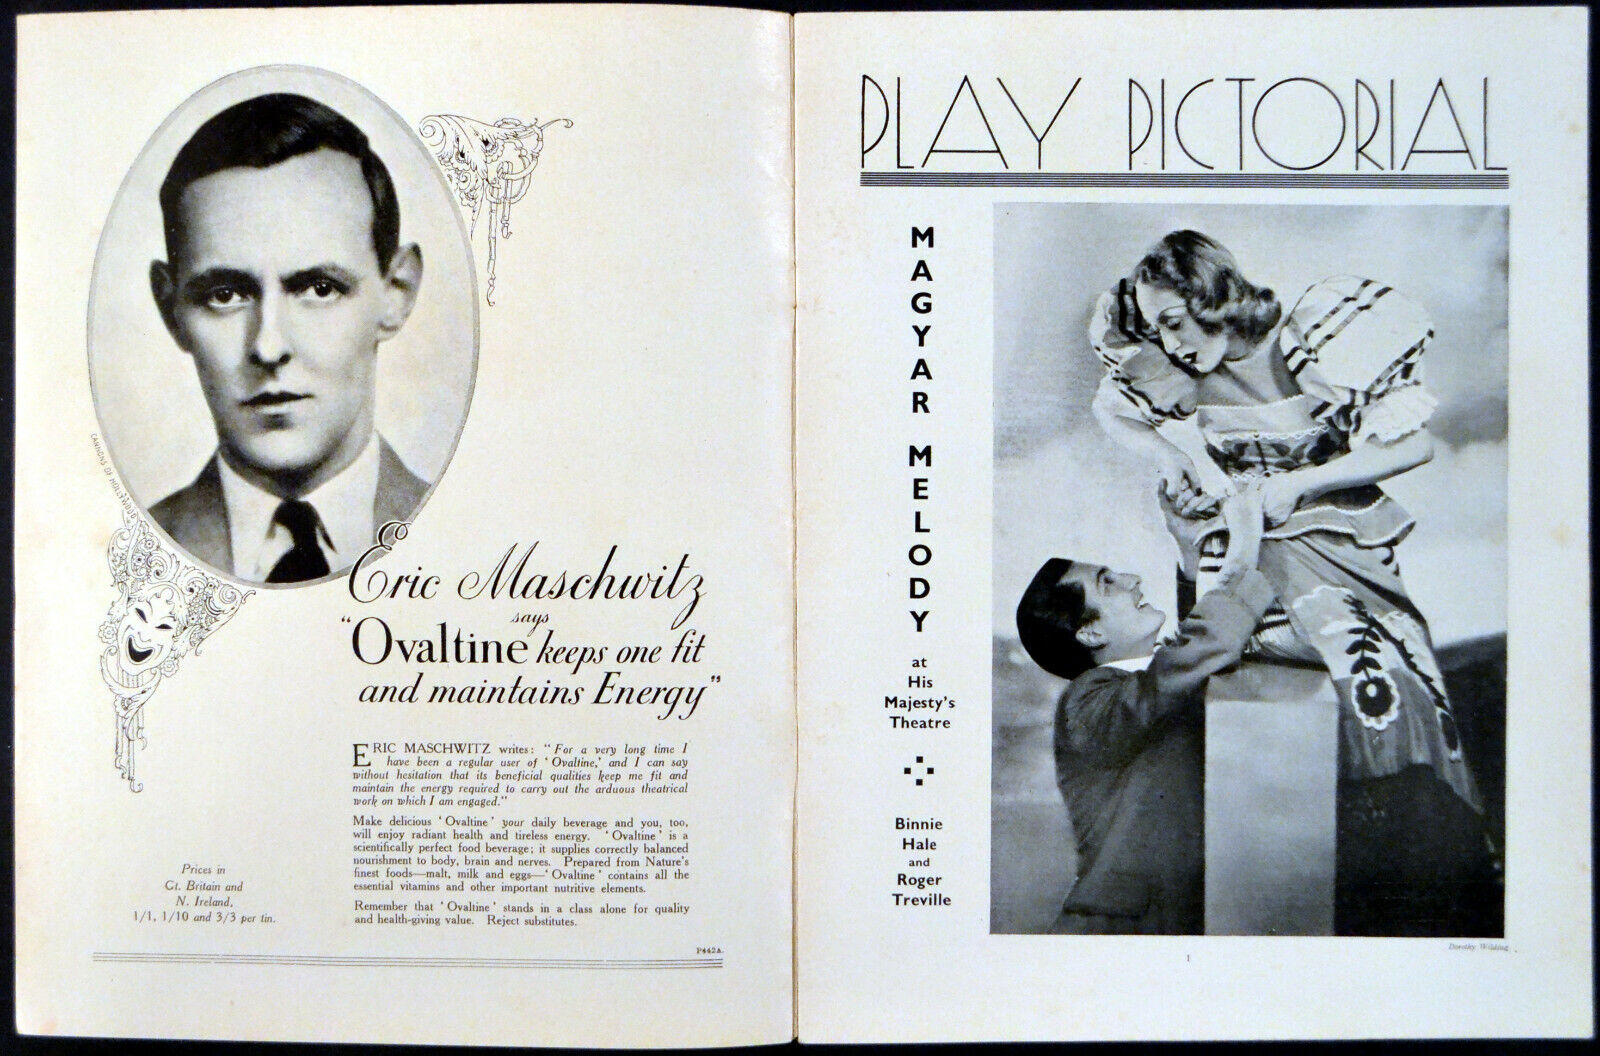 CANNONS OF HOLLYWOOD
Eric Maschwitz
says
"Ovaltine keeps one fit
and maintains Energy"
ERIC MASCHWITZ writes: "For a very long time I
have been a regular user of 'Ovaltine,' and I can say
without hesitation that its beneficial qualities keep me fit and
maintain the energy required to carry out the arduous theatrical
work on which I am engaged."
Make delicious 'Ovaltine' your daily beverage and you, too,
will enjoy radiant health and tireless energy. 'Ovaltine' is a
scientifically perfect food beverage; it supplies correctly balanced
nourishment to body, brain and nerves. Prepared from Nature's
finest foods—malt, milk and eggs—'Ovaltine' contains all the
essential vitamins and other important nutritive elements.
Remember that 'Ovaltine' stands in a class alone for quality
and health-giving value. Reject substitutes.
Prices in
Gt. Britain and
N. Ireland,
1/1, 1/10 and 3/3 per tin.
P442A.
PLAY PICTORIAL
MAGYAR
MELODY
at
His
Majesty's
Theatre
Binnie
Hale
and
Roger
Treville
Dorothy Wilding
1